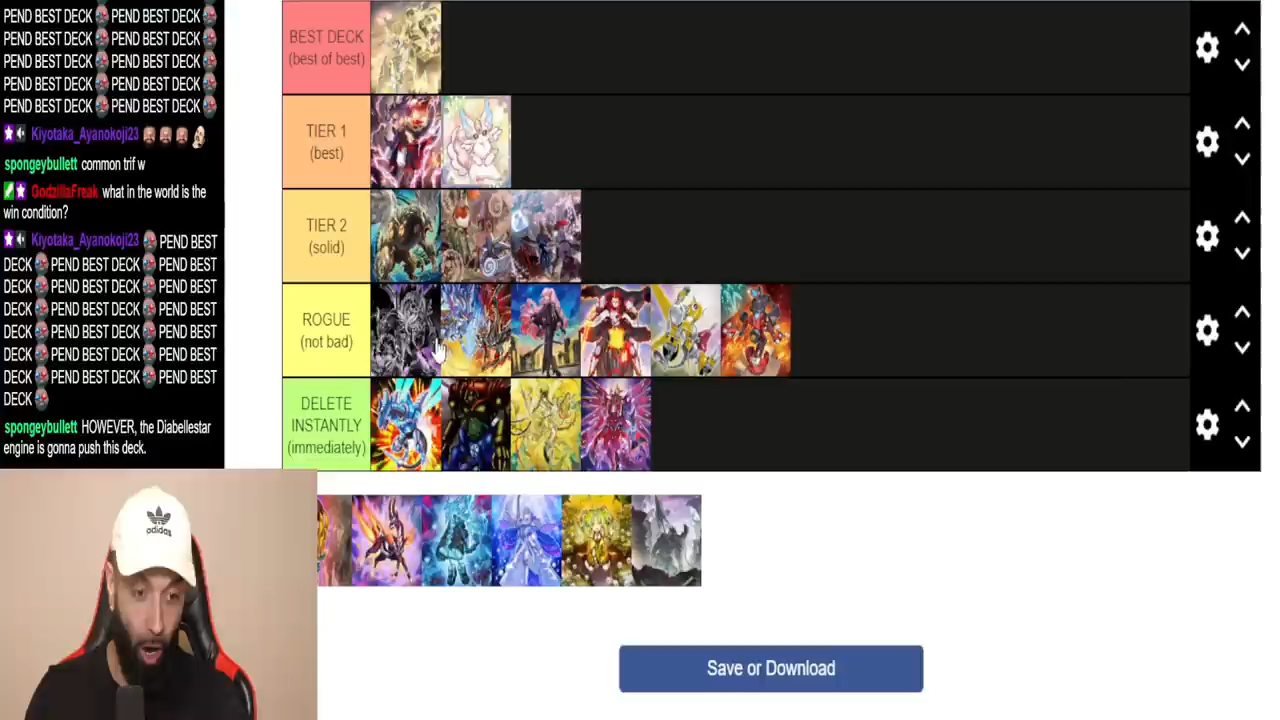 PEND BEST DECK PEND BEST DECK
PEND BEST DECK PEND BEST DECK
PEND BEST DECK PEND BEST DECK
PEND BEST DECK PEND BEST DECK
PEND BEST DECK PEND BEST DECK
Kiyotaka_Ayanokoji23
spongeybullett common trif w
GodzillaFreak what in the world is the
win condition?
Kiyotaka_Ayanokoji23 PEND BEST
DECK PEND BEST DECK PEND BEST
DECK PEND BEST DECK PEND BEST
DECK PEND BEST DECK PEND BEST
DECK PEND BEST DECK PEND BEST
DECK PEND BEST DECK PEND BEST
DECK PEND BEST DECK PEND BEST
DECK
spongeybullett HOWEVER, the Diabellestar
engine is gonna push this deck.
BEST DECK
(best of best)
TIER 1
(best)
TIER 2
(solid)
ROGUE
(not bad)
DELETE
INSTANTLY
(immediately)
adidas
Save or Download